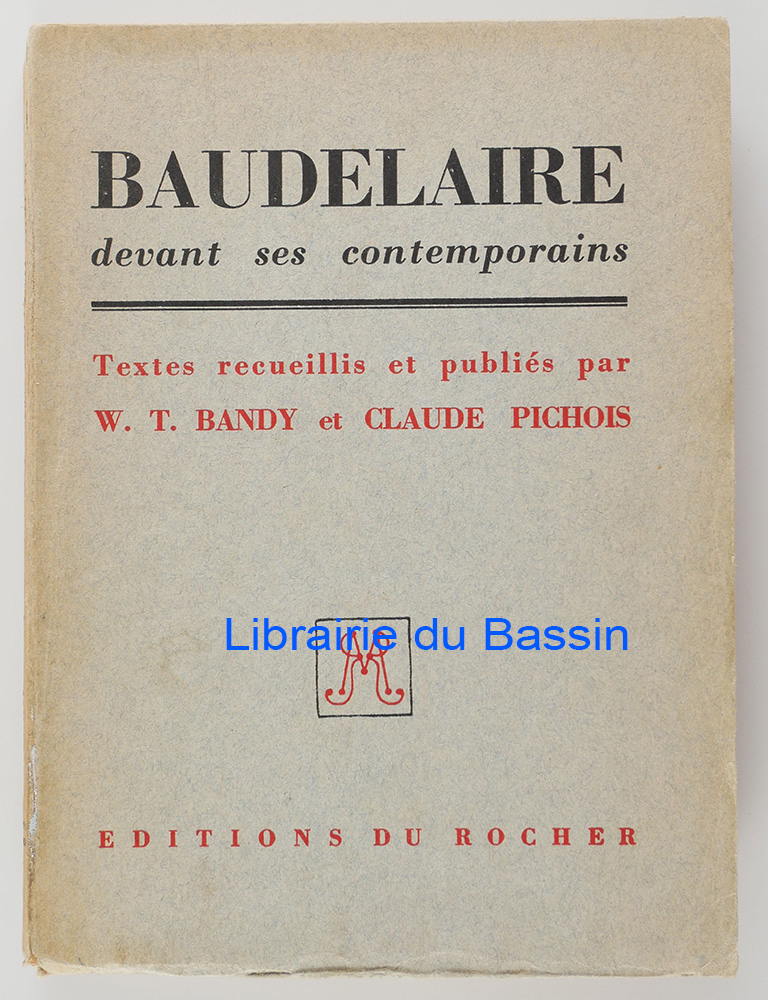 BAUDELAIRE
devant ses contemporains
Textes recueillis et publiés par
W. T. BANDY et CLAUDE PICHOIS
Librairie du Bassin
EDITIONS DU ROCHER